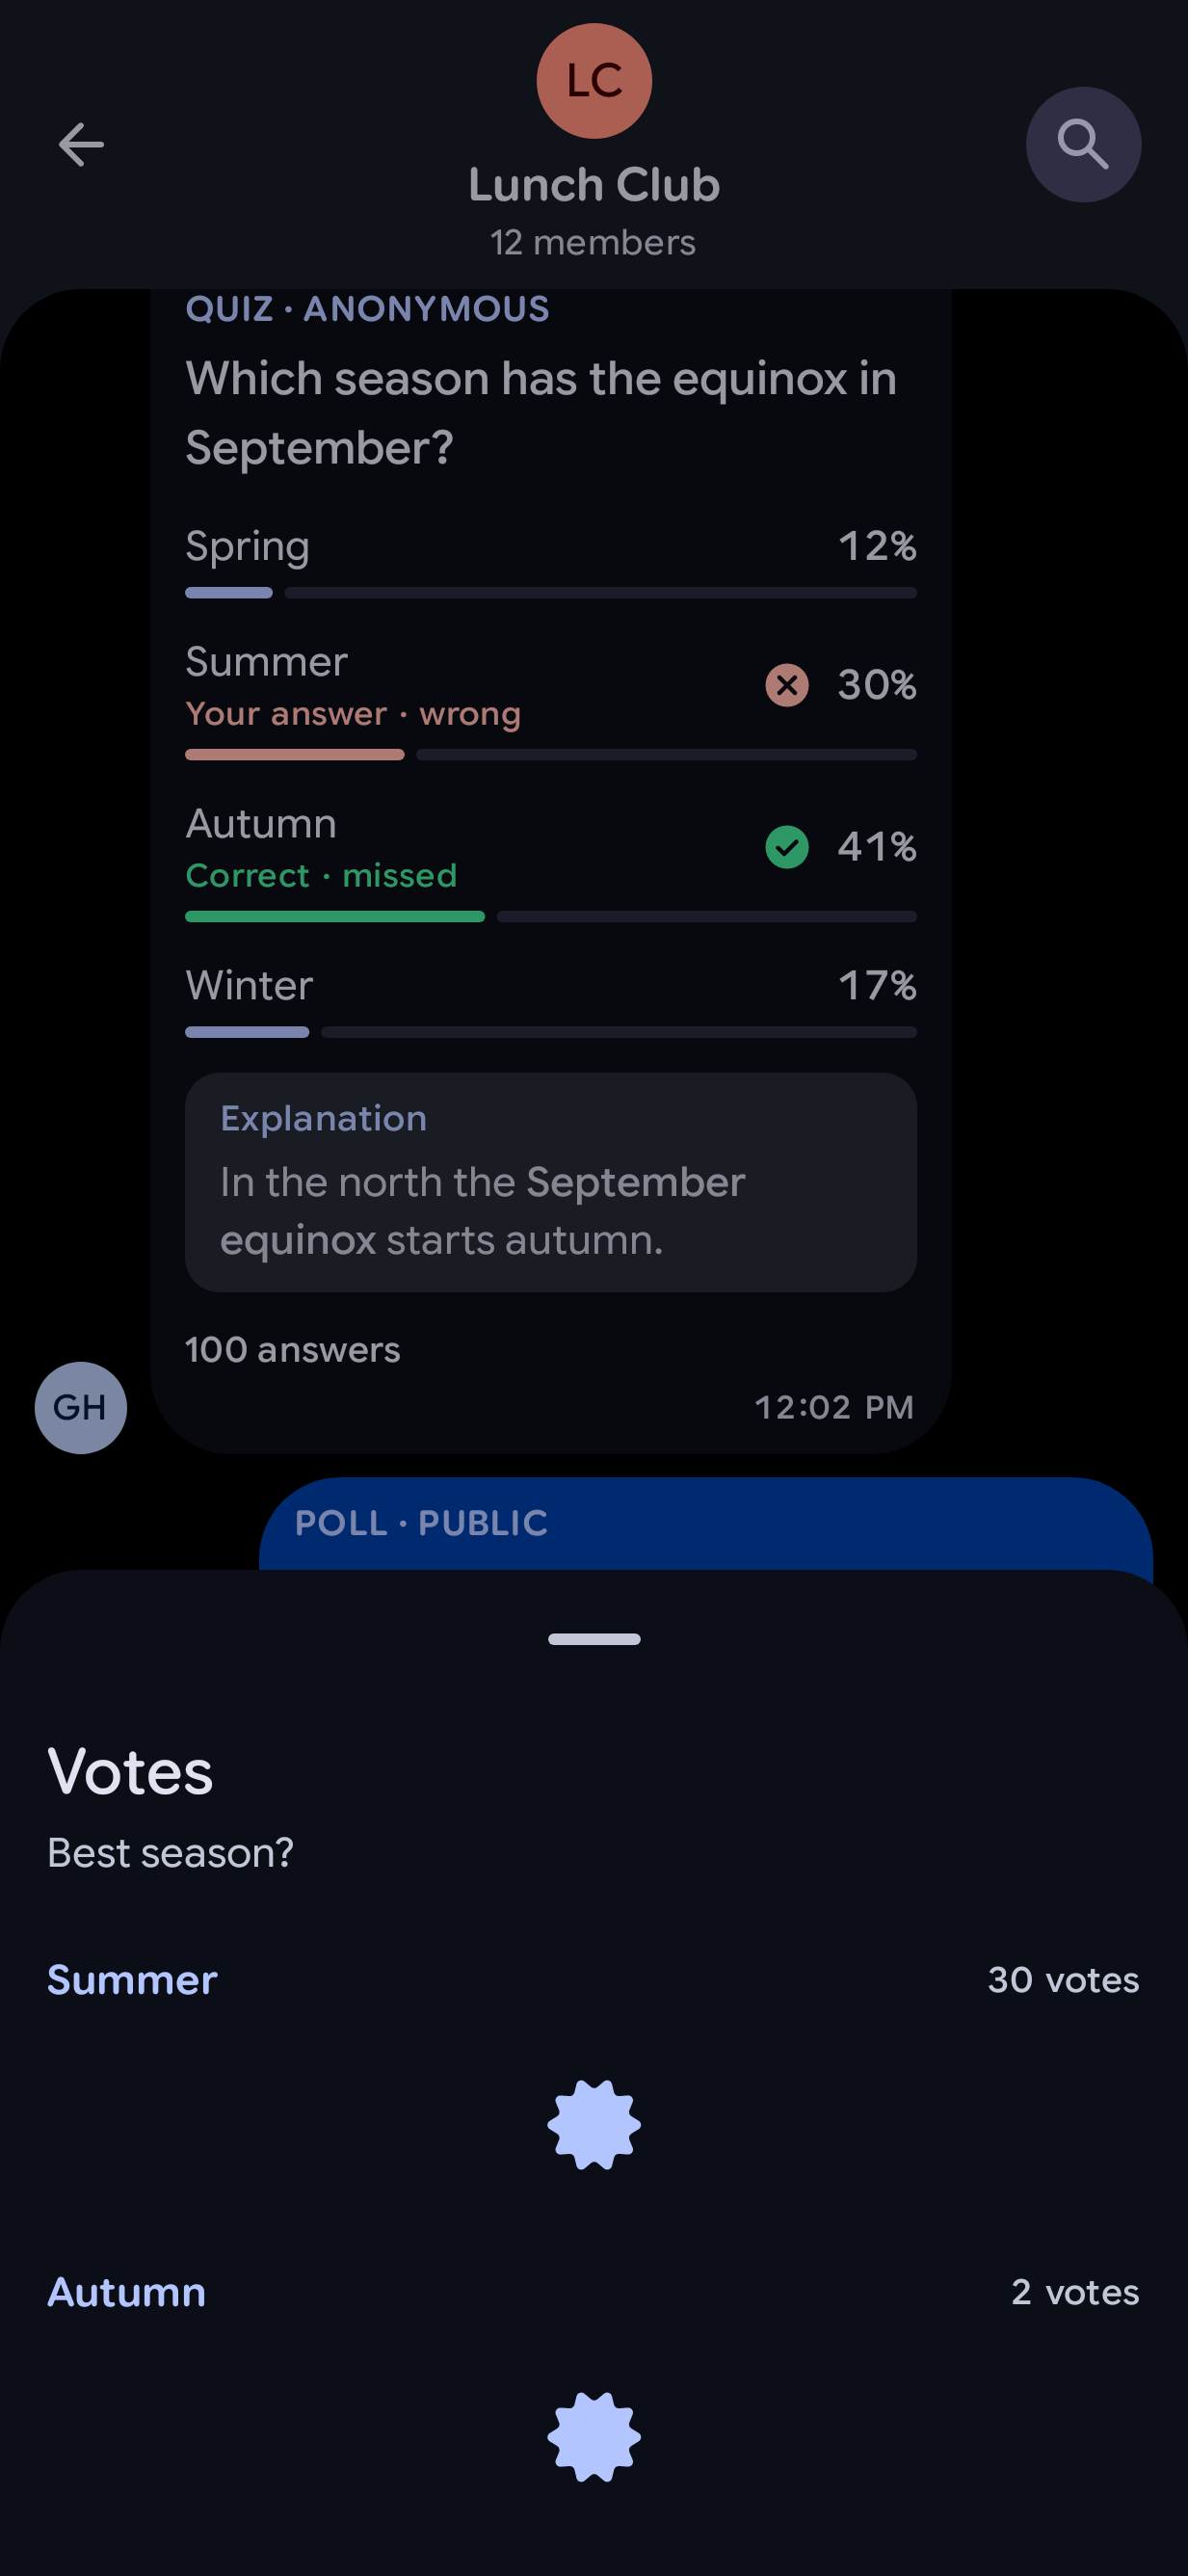 LC
Lunch Club
12 members
QUIZ · ANONYMOUS
Which season has the equinox in
September?
Spring 12%
Summer
Your answer · wrong
30%
Autumn
Correct · missed
41%
Winter 17%
Explanation
In the north the September
equinox starts autumn.
100 answers
GH
12:02 PM
POLL · PUBLIC
Votes
Best season?
Summer 30 votes
Autumn 2 votes